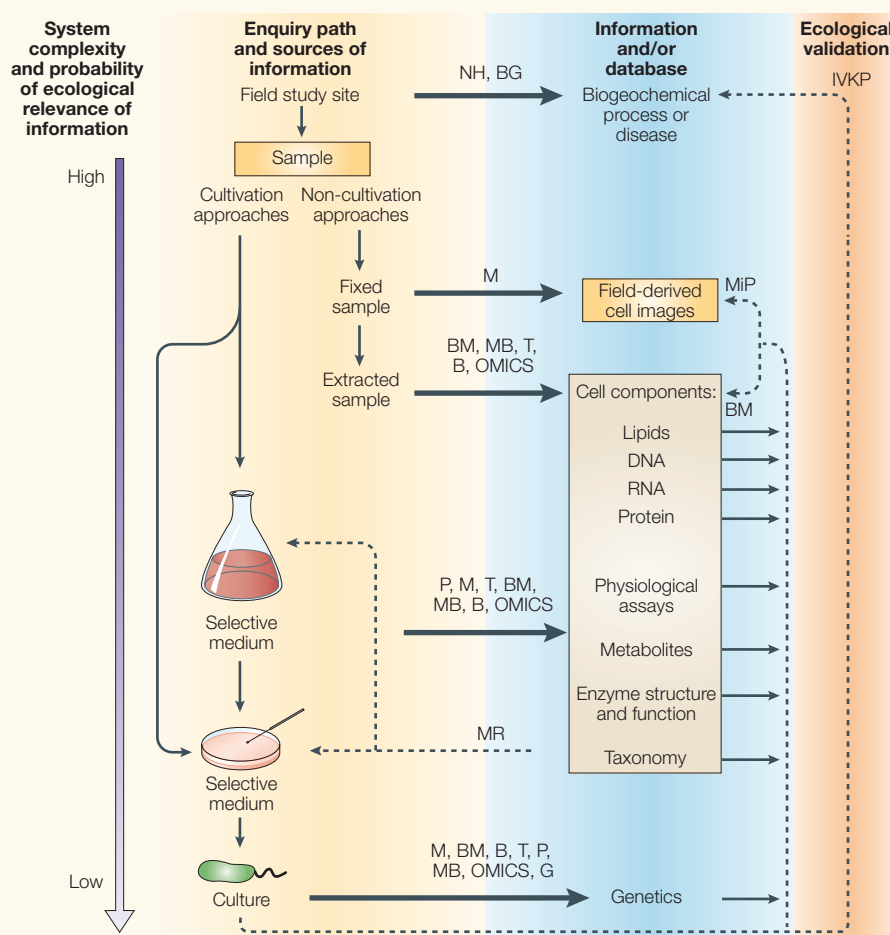 System
complexity
and probability
of ecological
relevance of
information
Enquiry path
and sources of
information
Information
and/or
database
Ecological
validation
Field study site
NH, BG
Biogeochemical
process or
disease
IVKP
High
Sample
Cultivation
approaches
Non-cultivation
approaches
Fixed
sample
M
Field-derived
cell images
MiP
Extracted
sample
BM, MB, T,
B, OMICS
Cell components:
BM
Lipids
DNA
RNA
Protein
Physiological
assays
Metabolites
Enzyme structure
and function
Taxonomy
P, M, T, BM,
MB, B, OMICS
Selective
medium
MR
Selective
medium
Low
Culture
M, BM, B, T, P,
MB, OMICS, G
Genetics